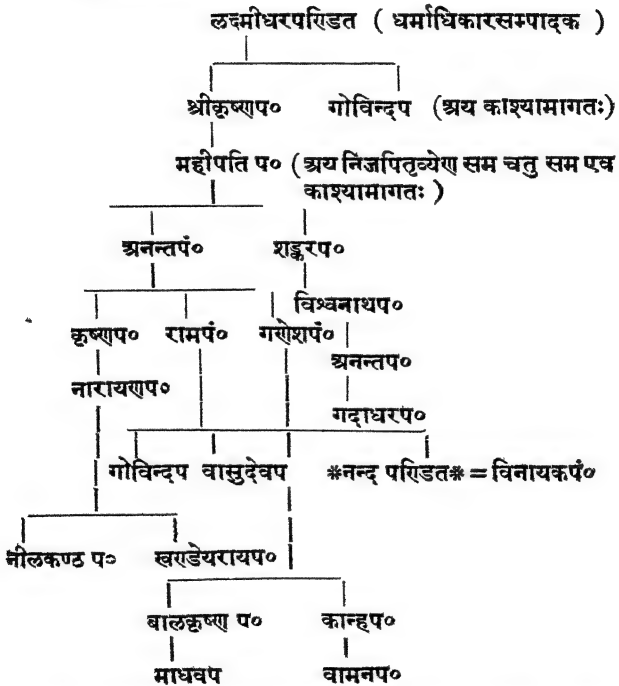 लक्ष्मीधरपण्डित ( धर्माधिकारसम्पादक )
श्रीकृष्णप० गोविन्दप (अय काश्यामागतः)
महीपति प० (अय निजपितृव्येण सम चतु सम एव
काश्यामागतः )
अनन्तपं० शङ्करप०
विश्वनाथप०
कृष्णप० रामपं० गणेशपं०
अनन्तप०
नारायणप०
गदाधरप०
गोविन्दप वासुदेवप *नन्द पण्डित* = विनायकपं०
नीलकण्ठ प० खण्डेयरायप०
बालकृष्ण प० कान्हप०
माधवप वामनप०